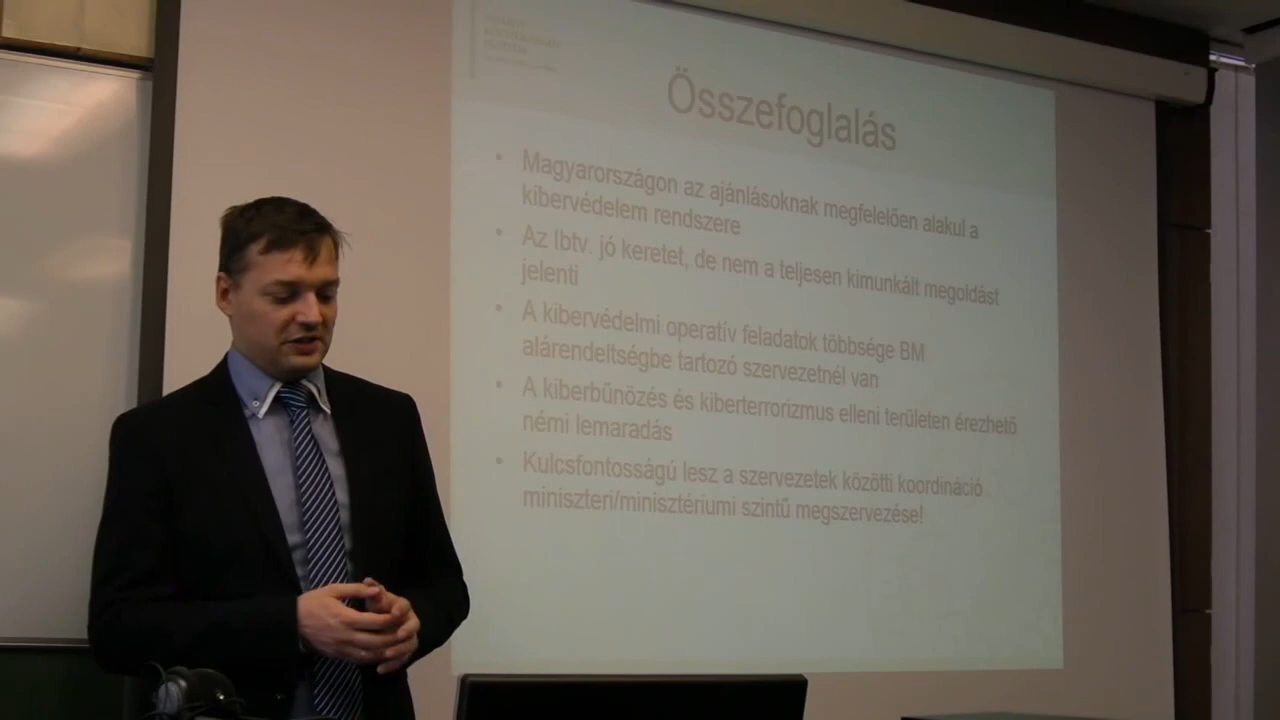 Összefoglalás
• Magyarországon az ajánlásoknak megfelelően alakul a
kibervédelem rendszere
• Az Ibtv. jó keretet, de nem a teljesen kimunkált megoldást
jelenti
• A kibervédelmi operatív feladatok többsége BM
alárendeltségbe tartozó szervezetnél van
• A kiberbűnözés és kiberterrorizmus elleni területen érezhető
némi lemaradás
• Kulcsfontosságú lesz a szervezetek közötti koordináció
miniszteri/minisztériumi szintű megszervezése!